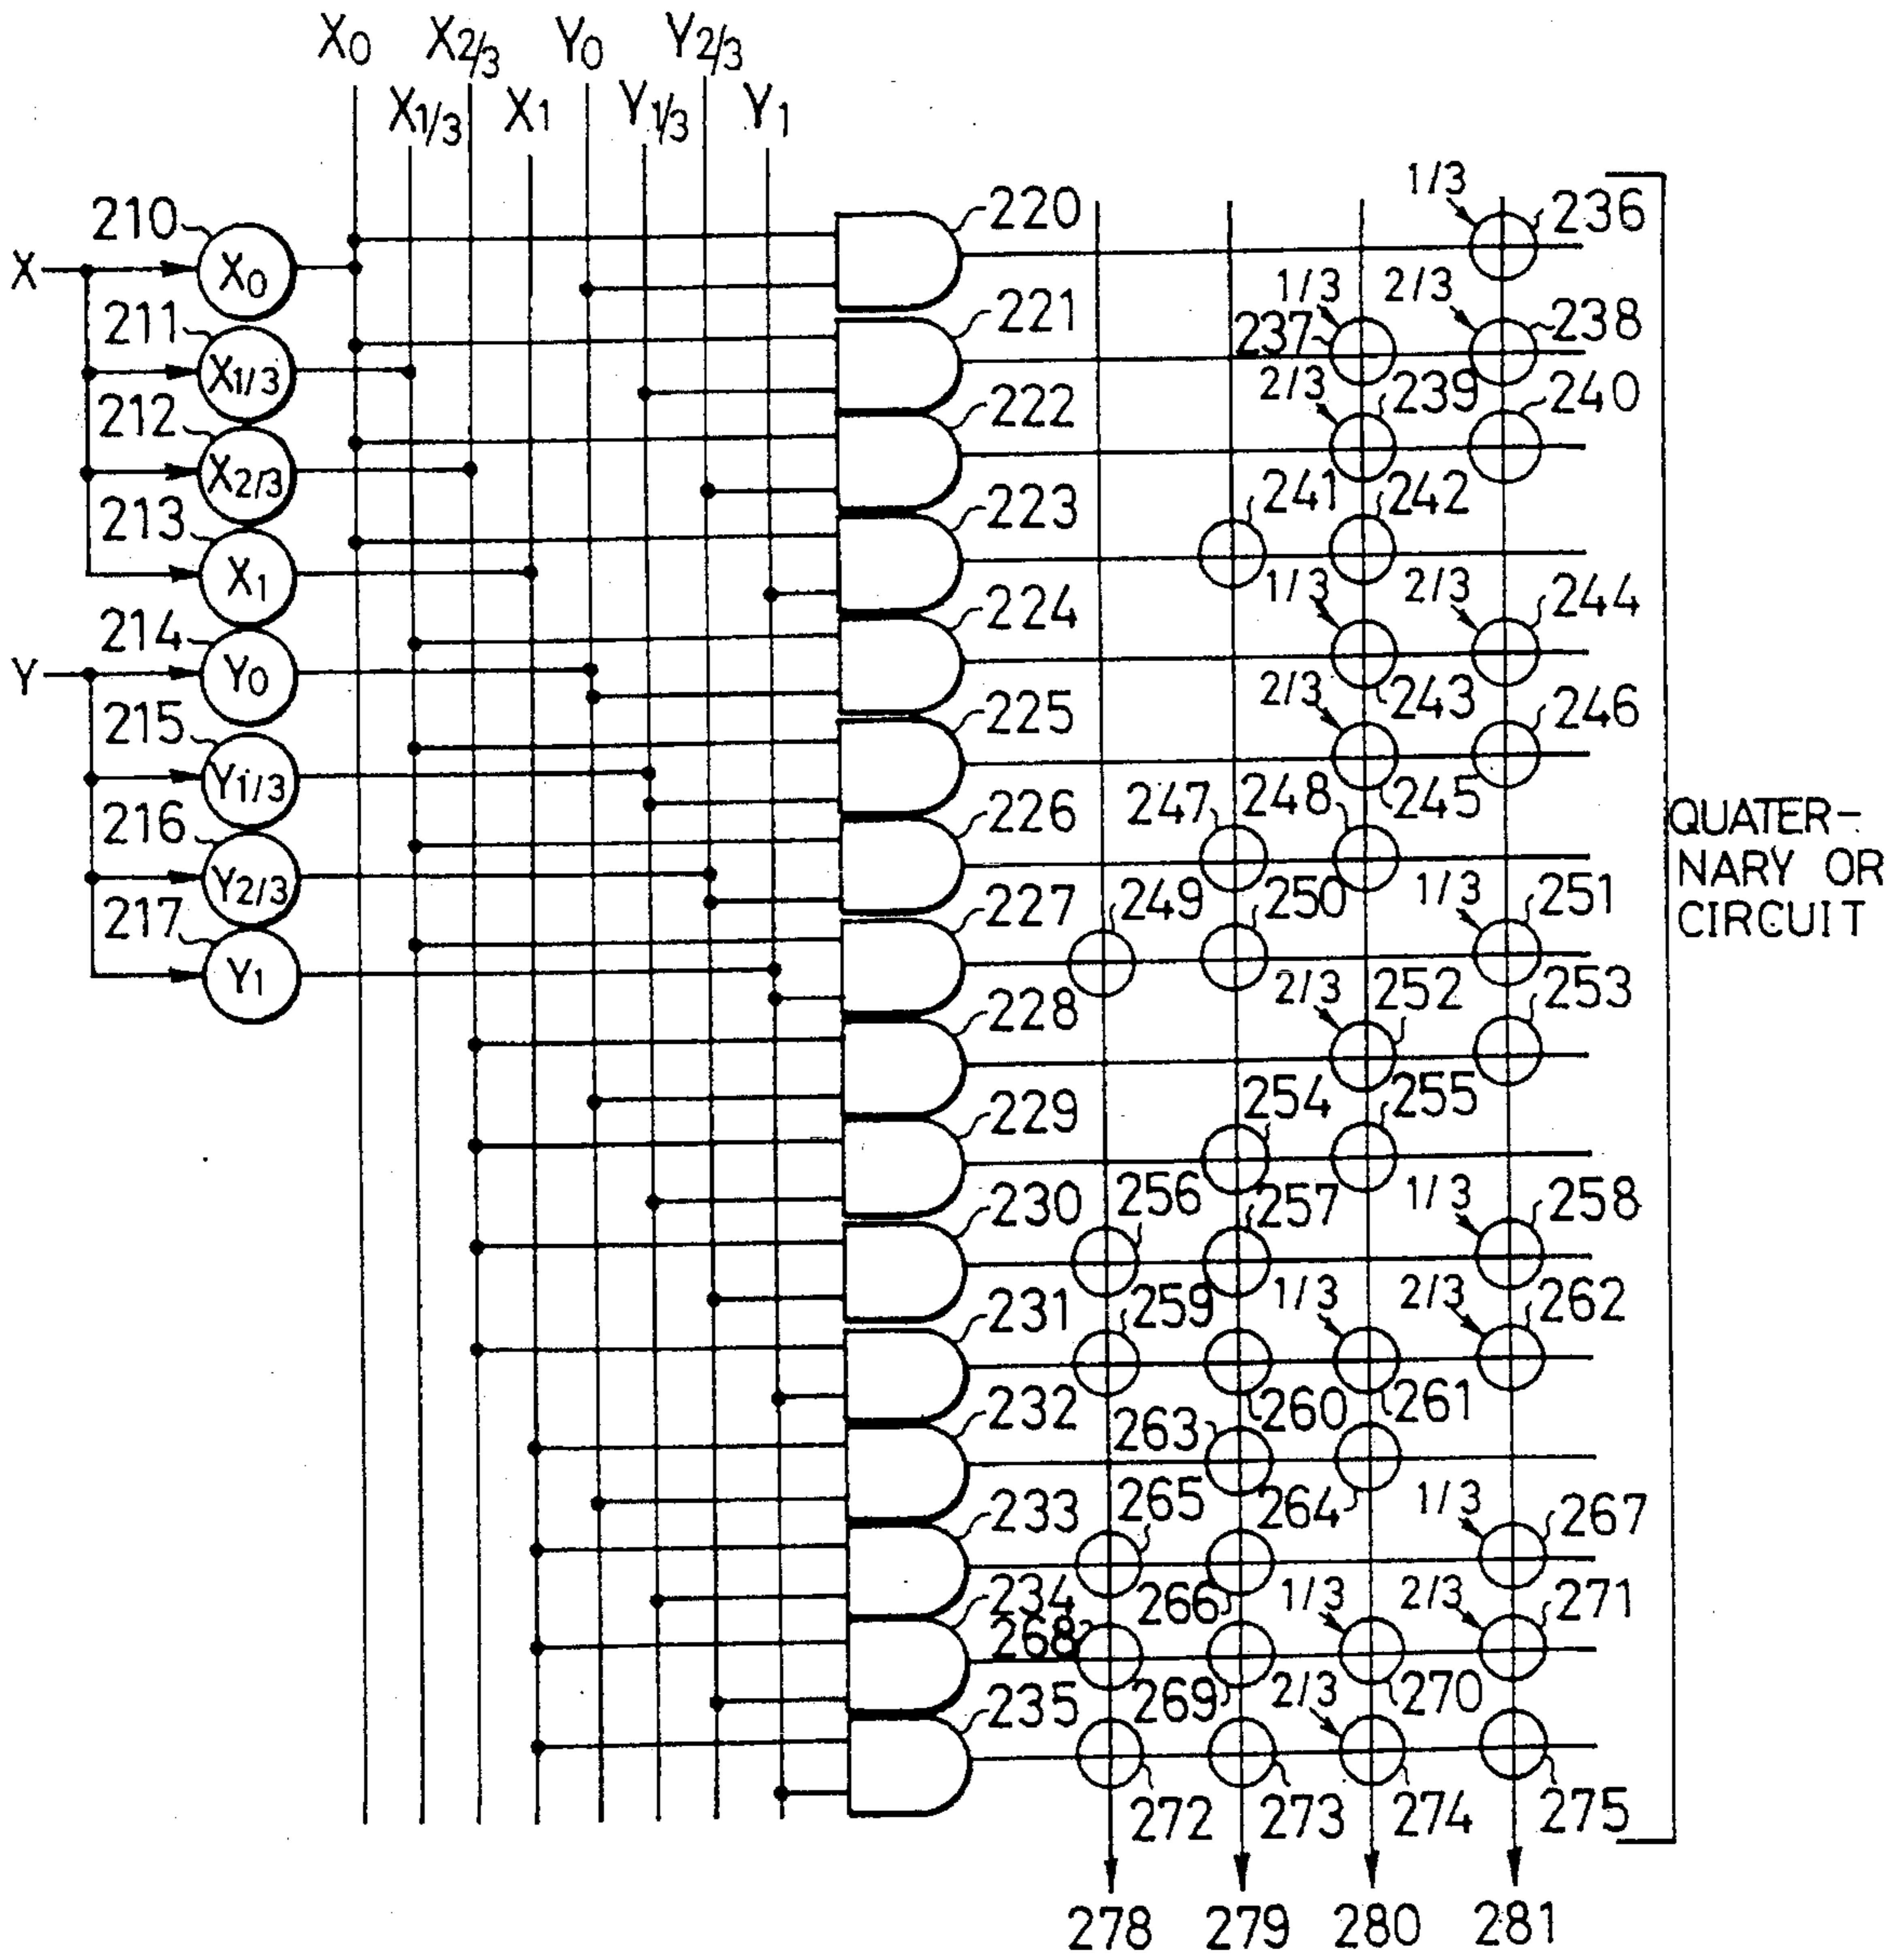 X0 X2/3 Y0 Y2/3
X1/3 X1 Y1/3 Y1
1/3
210 220 236
X X0
1/3 2/3
211 221 237 238
X1/3
212 222 2/3 239 240
X2/3
213 223 241 242
X1
1/3 2/3
214 224 244
Y Y0
2/3 243
215 225 246
Y1/3
216 226 247 248 245
Y2/3
QUATER-
NARY OR
CIRCUIT
217 227 249 250 1/3 251
Y1
228 2/3 252 253
229 254 255
230 256 257 1/3 258
231 259 1/3 2/3 262
232 263 260 261
233 265 264 1/3 267
234 266 1/3 2/3 271
268
235 269 2/3 270
272 273 274 275
278 279 280 281